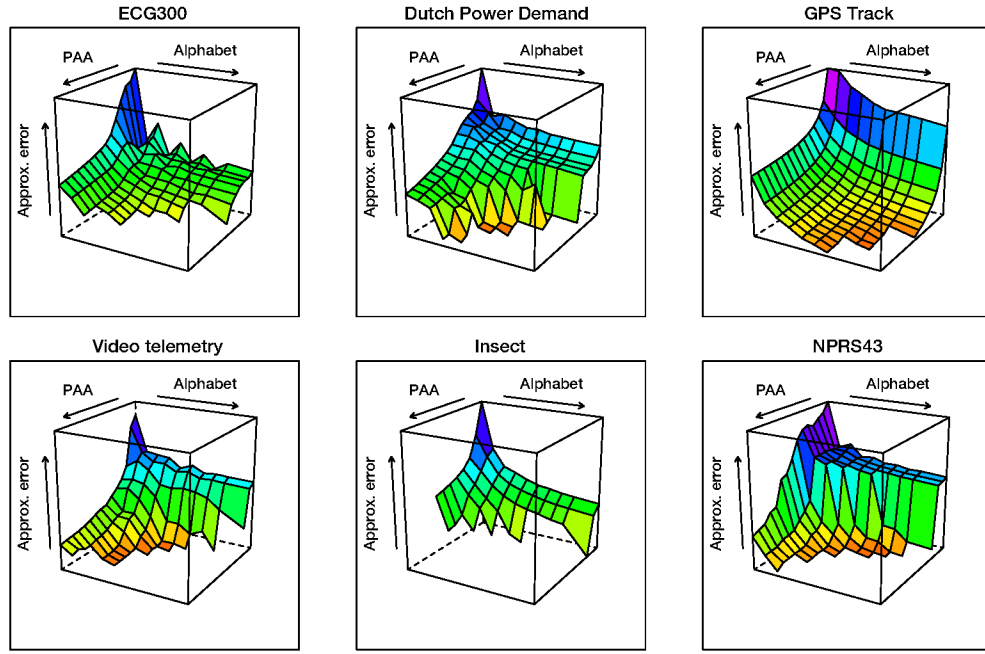 ECG300
PAA
Alphabet
Approx. error
Dutch Power Demand
PAA
Alphabet
Approx. error
GPS Track
PAA
Alphabet
Approx. error
Video telemetry
PAA
Alphabet
Approx. error
Insect
PAA
Alphabet
Approx. error
NPRS43
PAA
Alphabet
Approx. error